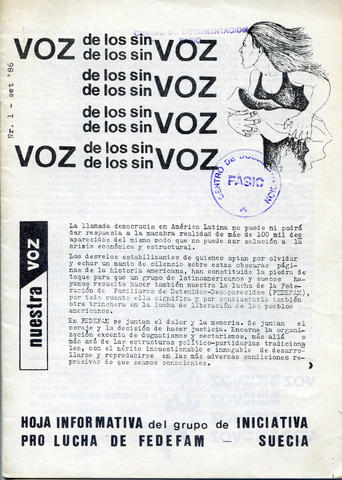 CENTRO DE DOCUMENTACION
FASIC
VOZ de los sin VOZ
de los sin
de los sin VOZ
de los sin
de los sin VOZ
de los sin
VOZ de los sin VOZ
de los sin
Nr. 1 - set '86
CENTRO DE DOCUMENTACION
FASIC
nuestra voz
La llamada democracia en América Latina no puede ni podrá
dar respuesta a la macabra realidad de más de 100 mil des
aparecidos del mismo modo que no puede dar solución a la
crisis económica y estructural.
Los desvelos establizantes de quienes optan por olvidar
y echar un manto de silencio sobre estas obscuras pági-
nas de la historia americana, han constituido la piedra de
toque para que un grupo de latinoamericanos y suecos ha-
yamos resuelto hacer también nuestra la lucha de la Fede-
ración de Familiares de Detenidos-Desaparecidos (FEDEFAM),
por todo cuanto ella significa y por considerarla también
otra trinchera en la lucha de liberación de los pueblos
americanos.
En FEDEFAM se juntan el dolor y la memoria. Se juntan el
coraje y la decisión de hacer justicia. Encarna la organi-
zación excenta de dogmatismos y sectarismos, más allá o
más acá de las estructuras político-partidarias tradiciona
les, con el mérito incuestionable e innegable de desarro-
llarse y reproducirse en las más adversas condiciones re-
presivas de que seamos conscientes.
HOJA INFORMATIVA del grupo de INICIATIVA
PRO LUCHA DE FEDEFAM — SUECIA